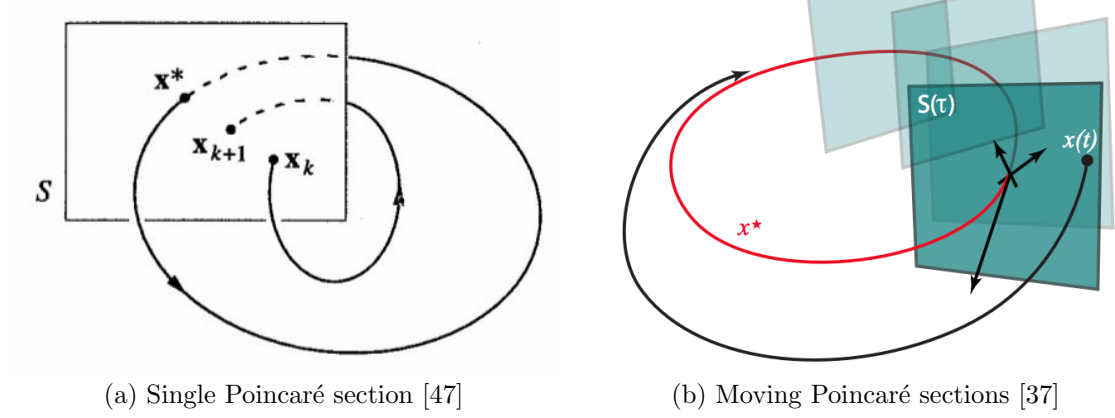 x*
x_{k+1}
x_k
S
S(τ)
x(t)
x*
(a) Single Poincaré section [47]
(b) Moving Poincaré sections [37]